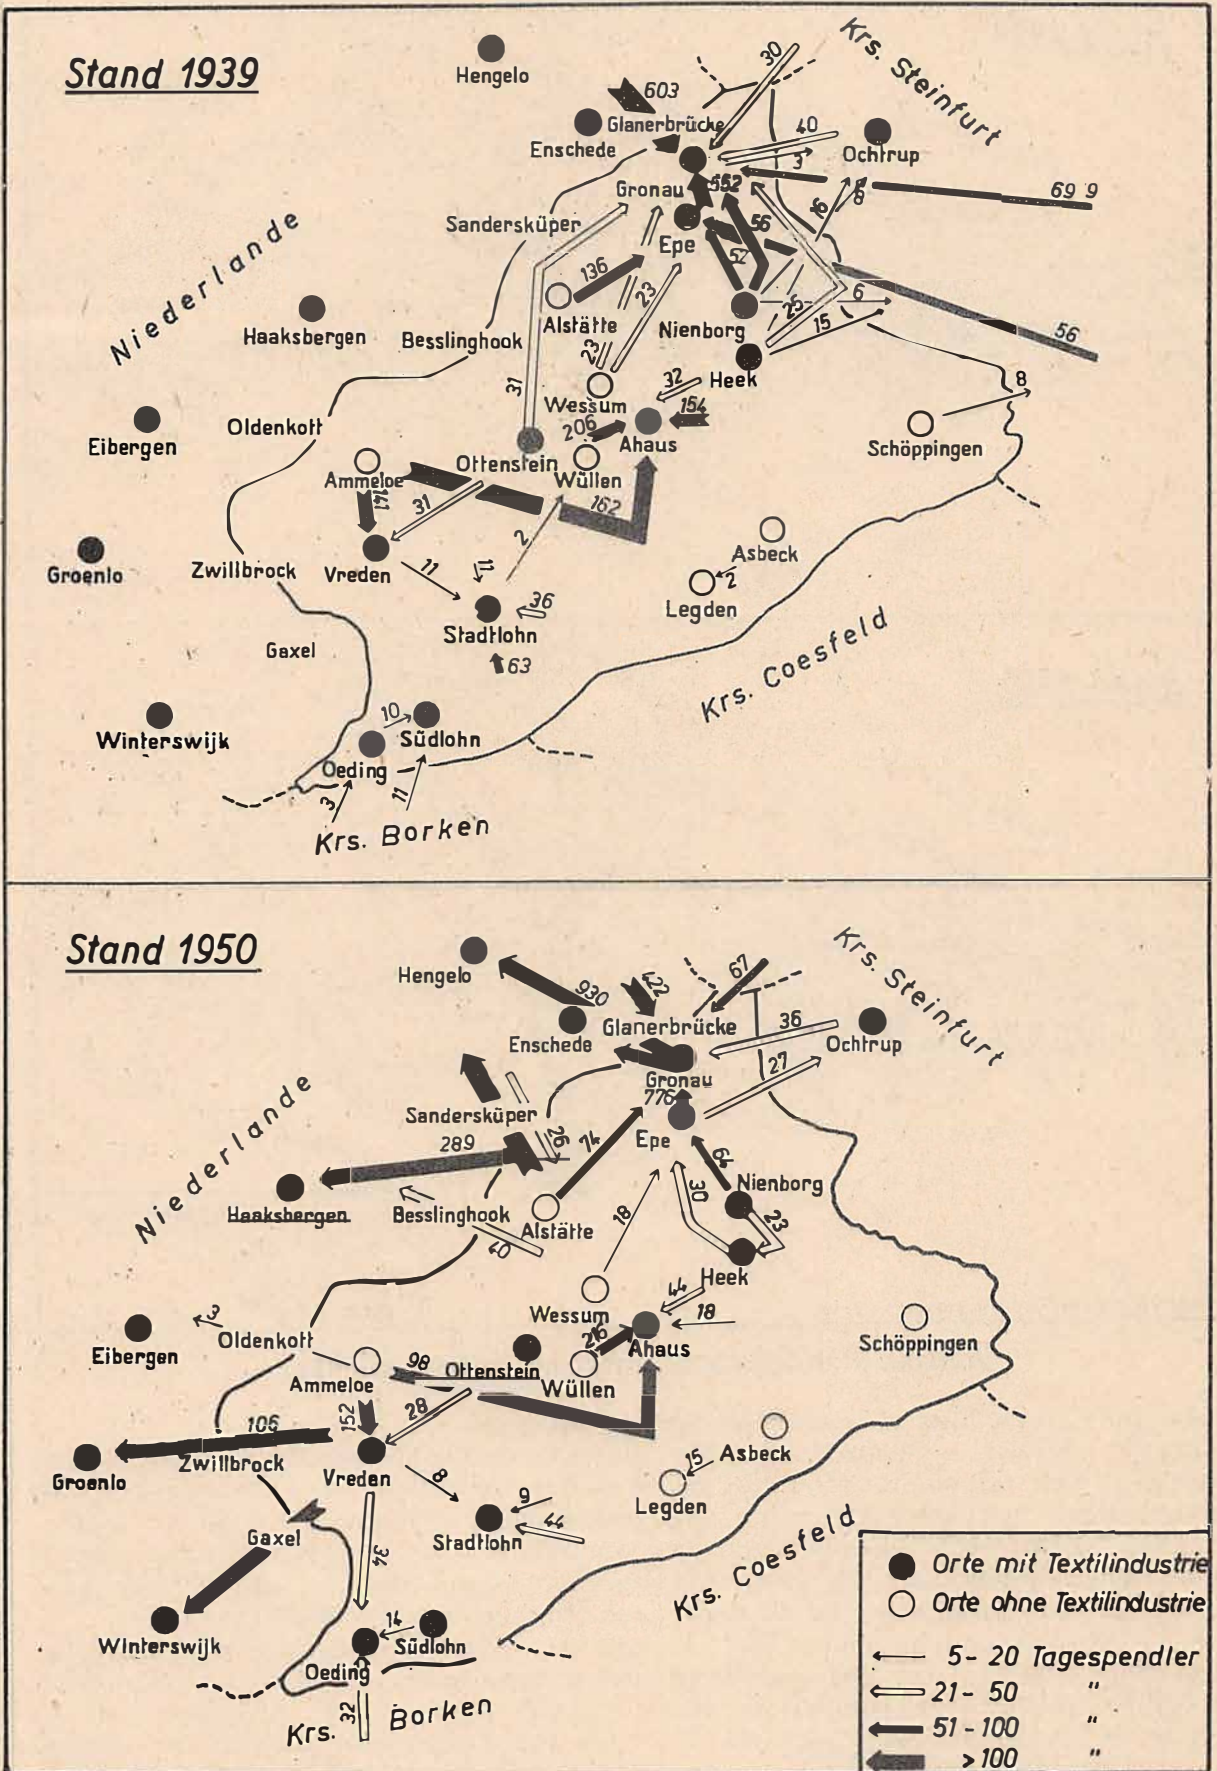 Stand 1939
Hengelo
30
Krs. Steinfurt
603
Glanerbrücke
Enschede
40
3
Ochtrup
Gronau
552
69
9
Sandersküper
16
8
56
Epe
52
Niederlande
136
23
Alstätte
Haaksbergen
Besslinghook
Nienborg
25
6
15
56
23
31
Heek
32
8
Wessum
154
206
Ahaus
Eibergen
Oldenkott
Schöppingen
Ammeloe
Ottenstein
Wüllen
141
31
162
2
Asbeck
Groenlo
Zwillbrock
Vreden
11
11
2
Legden
36
Stadtlohn
63
Gaxel
Krs. Coesfeld
10
Winterswijk
Südlohn
Oeding
3
11
Krs. Borken
Stand 1950
Hengelo
930
422
67
Krs. Steinfurt
Glanerbrücke
Enschede
36
Ochtrup
27
Gronau
776
Sandersküper
26
74
Epe
289
64
Niederlande
Haaksbergen
Besslinghook
40
Alstätte
18
30
Nienborg
23
Heek
44
Wessum
18
3
Oldenkott
Eibergen
216
Ahaus
Schöppingen
98
Ottenstein
Ammeloe
Wüllen
152
28
106
Zwillbrock
Groenlo
Vreden
8
15
Asbeck
Legden
9
44
Stadtlohn
Gaxel
34
Krs. Coesfeld
Winterswijk
14
Südlohn
Oeding
32
Krs. Borken
Orte mit Textilindustrie
Orte ohne Textilindustrie
5 - 20 Tagespendler
21 - 50 "
51 - 100 "
> 100 "